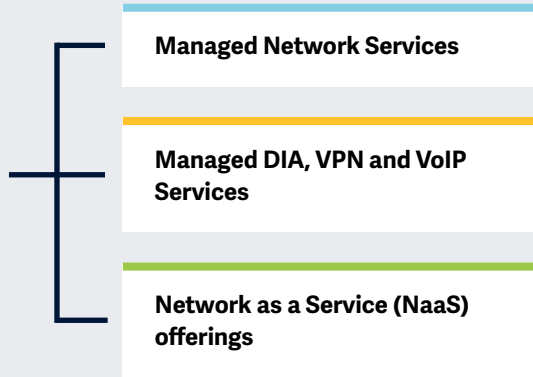 Managed Network Services
Managed DIA, VPN and VoIP
Services
Network as a Service (NaaS)
offerings